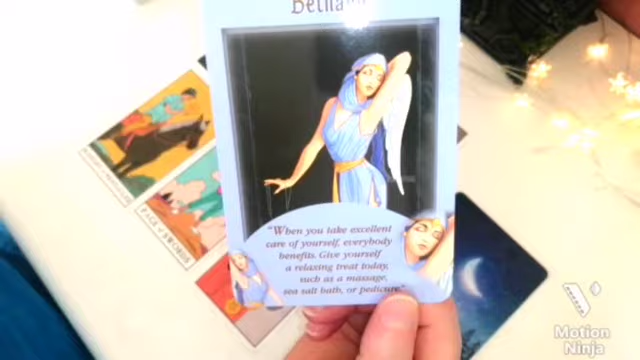 "When you take excellent
care of yourself, everybody
benefits. Give yourself
a relaxing treat today,
such as a massage,
sea salt bath, or pedicure."
Motion
Ninja